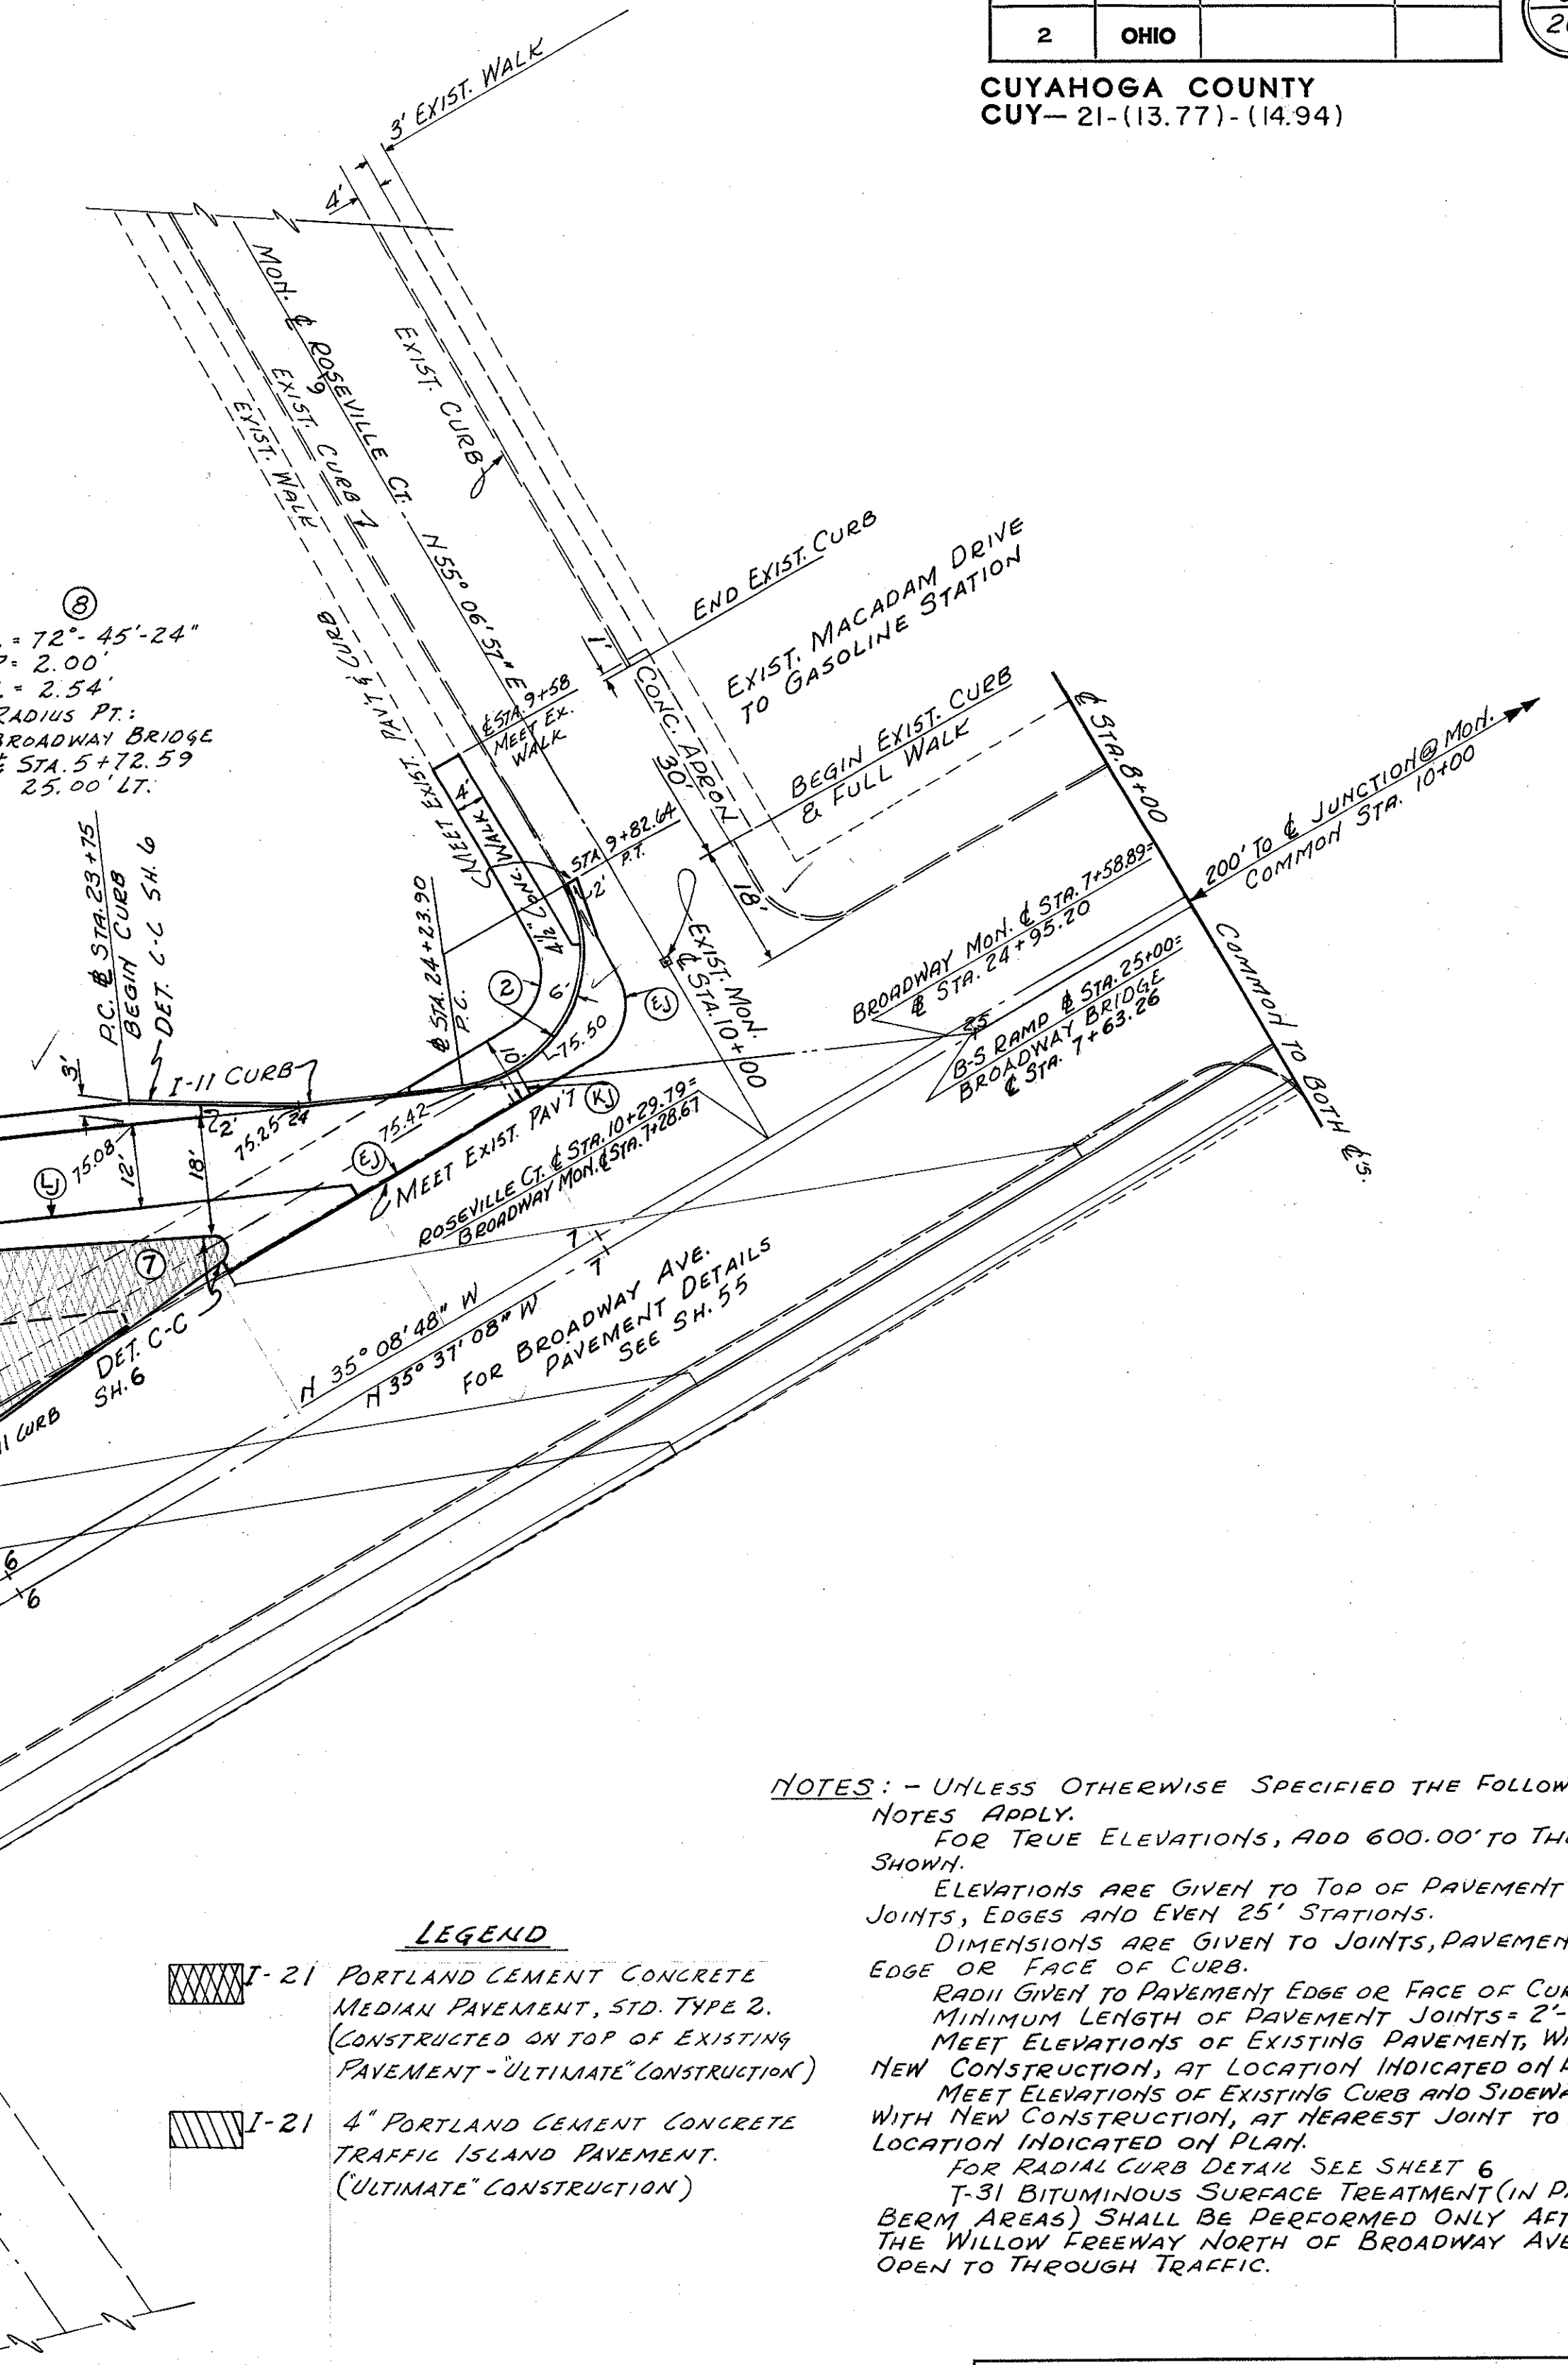 2 OHIO
CUYAHOGA COUNTY
CUY— 21-(13.77)-(14.94)
3' EXIST. WALK
4'
MON. ℄ ROSEVILLE CT.
9
N 55° 06' 57" E
EXIST. CURB
EXIST. CURB
EXIST. WALK
8
= 72°- 45'-24"
= 2.00'
= 2.54'
RADIUS PT.:
BROADWAY BRIDGE
℄ STA. 5+72.59
25.00' LT.
END EXIST. CURB
EXIST. MACADAM DRIVE
TO GASOLINE STATION
1'
CONC. APRON
30'
BEGIN EXIST. CURB
& FULL WALK
18'
℄ STA. 9+58
MEET EX.
WALK
MEET EXIST. PAV'T & CURB
4'
4½" CONC. WALK
STA. 9+82.64
P.T.
2'
℄ STA. 8+00
200' TO ℄ JUNCTION @ MON.
COMMON STA. 10+00
COMMON TO BOTH ℄'S.
EXIST. MON.
℄ STA. 10+00
BROADWAY MON. ℄ STA. 7+58.89=
℄ STA. 24+95.20
25
B-S RAMP ℄ STA. 25+00=
BROADWAY BRIDGE
℄ STA. 7+63.26
P.C. ℄ STA. 23+75
BEGIN CURB
DET. C-C SH. 6
℄ STA. 24+23.90
P.C.
2
6'
EJ
75.50
10'
KJ
3'
I-11 CURB
2'
75.08
75.25
24
75.42
12'
18'
LJ
EJ
MEET EXIST. PAV'T
ROSEVILLE CT. ℄ STA. 10+29.79=
BROADWAY MON. ℄ STA. 7+28.67
7
7
7
DET. C-C
SH. 6
CURB
N 35° 08' 48" W
N 35° 37' 08" W
FOR BROADWAY AVE.
PAVEMENT DETAILS
SEE SH. 55
6
6
LEGEND
I-21 PORTLAND CEMENT CONCRETE
MEDIAN PAVEMENT, STD. TYPE 2.
(CONSTRUCTED ON TOP OF EXISTING
PAVEMENT-"ULTIMATE" CONSTRUCTION)
I-21 4" PORTLAND CEMENT CONCRETE
TRAFFIC ISLAND PAVEMENT.
("ULTIMATE" CONSTRUCTION)
NOTES: - UNLESS OTHERWISE SPECIFIED THE FOLLOW
NOTES APPLY.
FOR TRUE ELEVATIONS, ADD 600.00' TO TH
SHOWN.
ELEVATIONS ARE GIVEN TO TOP OF PAVEMENT
JOINTS, EDGES AND EVEN 25' STATIONS.
DIMENSIONS ARE GIVEN TO JOINTS, PAVEMEN
EDGE OR FACE OF CURB.
RADII GIVEN TO PAVEMENT EDGE OR FACE OF CUR
MINIMUM LENGTH OF PAVEMENT JOINTS= 2'-
MEET ELEVATIONS OF EXISTING PAVEMENT, W
NEW CONSTRUCTION, AT LOCATION INDICATED ON
MEET ELEVATIONS OF EXISTING CURB AND SIDEWA
WITH NEW CONSTRUCTION, AT NEAREST JOINT TO
LOCATION INDICATED ON PLAN.
FOR RADIAL CURB DETAIL SEE SHEET 6
T-31 BITUMINOUS SURFACE TREATMENT (IN P
BERM AREAS) SHALL BE PERFORMED ONLY AFT
THE WILLOW FREEWAY NORTH OF BROADWAY AVE
OPEN TO THROUGH TRAFFIC.